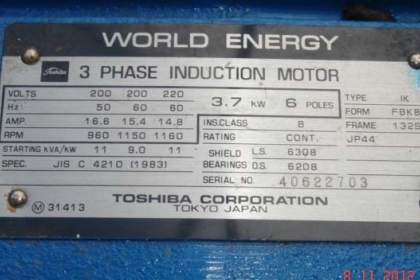 WORLD ENERGY
Toshiba 3 PHASE INDUCTION MOTOR
VOLTS 200 200 220
Hz 50 60 60
AMP. 16.6 15.4 14.8
RPM 960 1150 1160
STARTING kVA/kW 11 9.0 11
SPEC. JIS C 4210 (1983)
3.7 kW 6 POLES
INS.CLASS B
RATING CONT.
SHIELD L.S. 6308
BEARINGS O.S. 6208
SERIAL NO. 40622703
TYPE IK
FORM FBK8
FRAME 132S
JP44
M 31413
TOSHIBA CORPORATION
TOKYO JAPAN